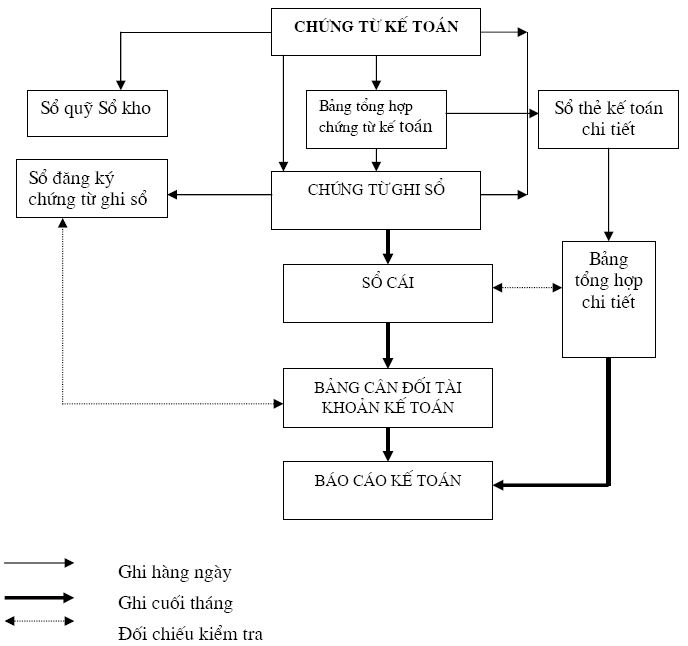 CHỨNG TỪ KẾ TOÁN
Sổ quỹ Sổ kho
Bảng tổng hợp
chứng từ kế toán
Sổ thẻ kế toán
chi tiết
Sổ đăng ký
chứng từ ghi sổ
CHỨNG TỪ GHI SỔ
Bảng
tổng hợp
chi tiết
SỔ CÁI
BẢNG CÂN ĐỐI TÀI
KHOẢN KẾ TOÁN
BÁO CÁO KẾ TOÁN
Ghi hàng ngày
Ghi cuối tháng
Đối chiếu kiểm tra